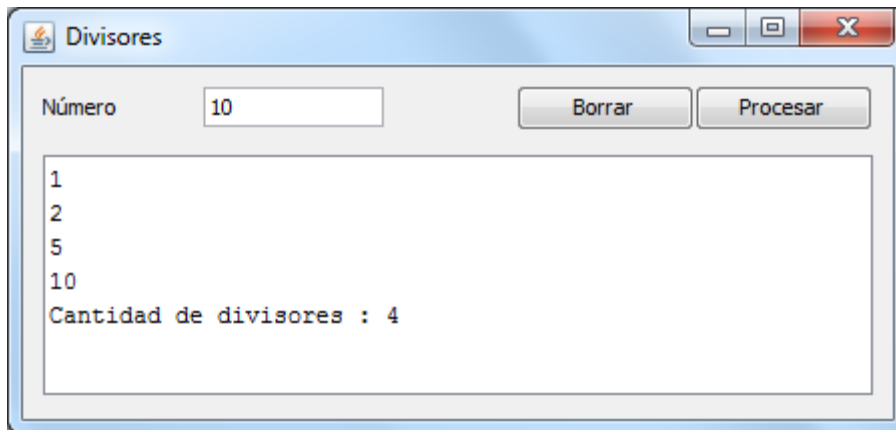 Divisores
Número 10 Borrar Procesar
1
2
5
10
Cantidad de divisores : 4